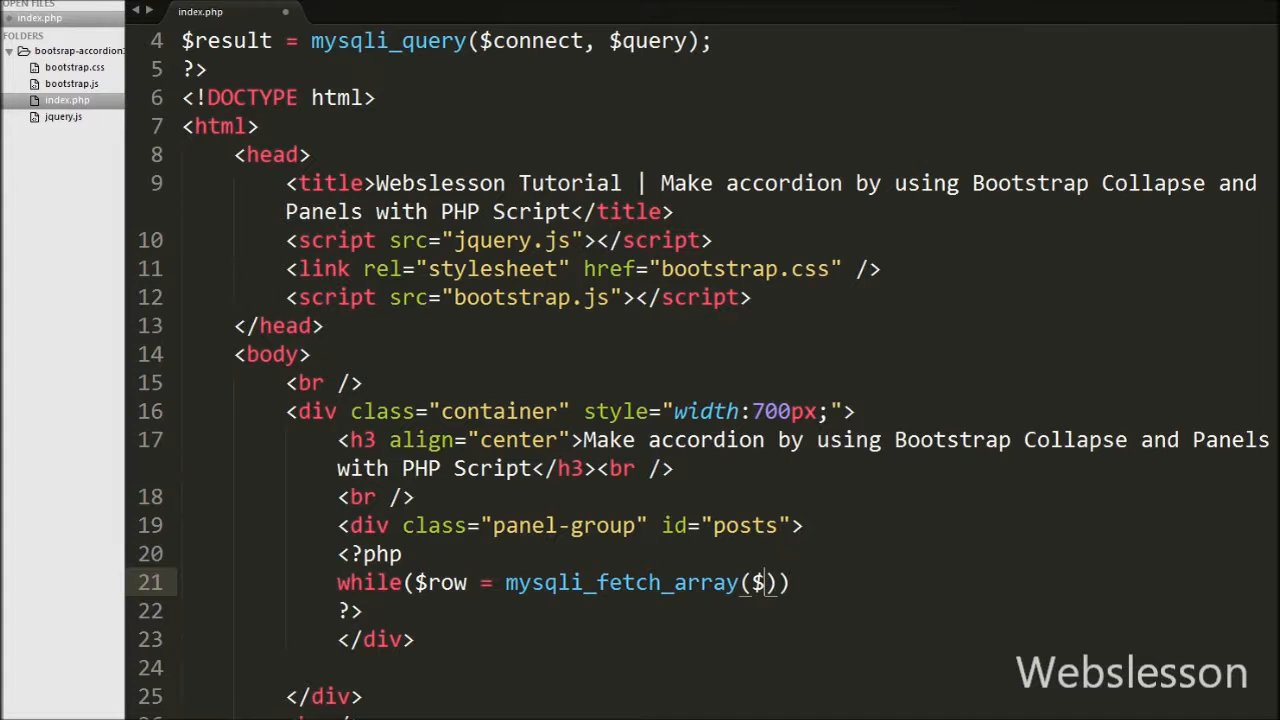 OPEN FILES
index.php
FOLDERS
bootsrap-accordion
bootstrap.css
bootstrap.js
index.php
jquery.js
index.php
4 $result = mysqli_query($connect, $query);
5 ?>
6 <!DOCTYPE html>
7 <html>
8 <head>
9 <title>Webslesson Tutorial | Make accordion by using Bootstrap Collapse and
Panels with PHP Script</title>
10 <script src="jquery.js"></script>
11 <link rel="stylesheet" href="bootstrap.css" />
12 <script src="bootstrap.js"></script>
13 </head>
14 <body>
15 <br />
16 <div class="container" style="width:700px;">
17 <h3 align="center">Make accordion by using Bootstrap Collapse and Panels
with PHP Script</h3><br />
18 <br />
19 <div class="panel-group" id="posts">
20 <?php
21 while($row = mysqli_fetch_array($))
22 ?>
23 </div>
24
25 </div>
Webslesson